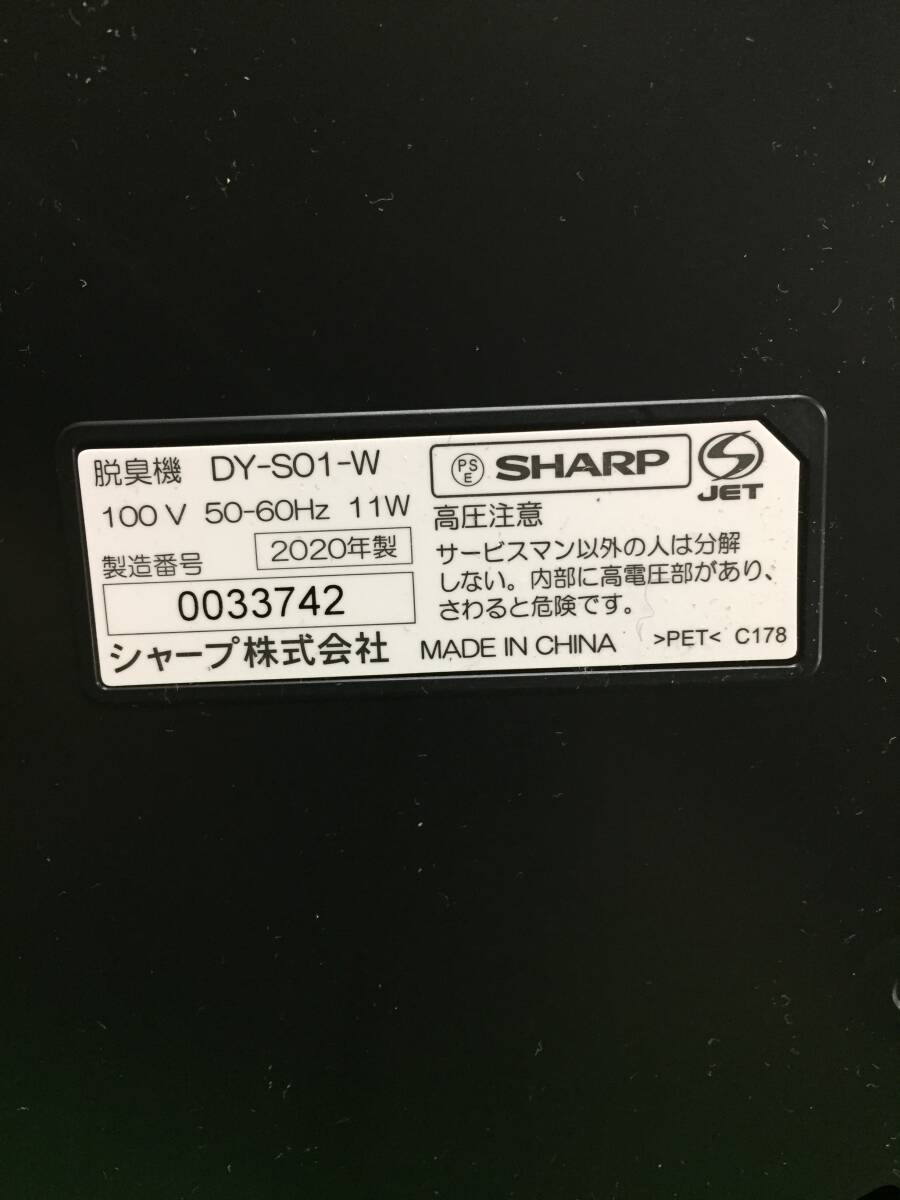 脱臭機 DY-S01-W
100V 50-60Hz 11W
製造番号 2020年製
0033742
シャープ株式会社
PS E SHARP
JET
高圧注意
サービスマン以外の人は分解
しない。内部に高電圧部があり、
さわると危険です。
MADE IN CHINA >PET< C178